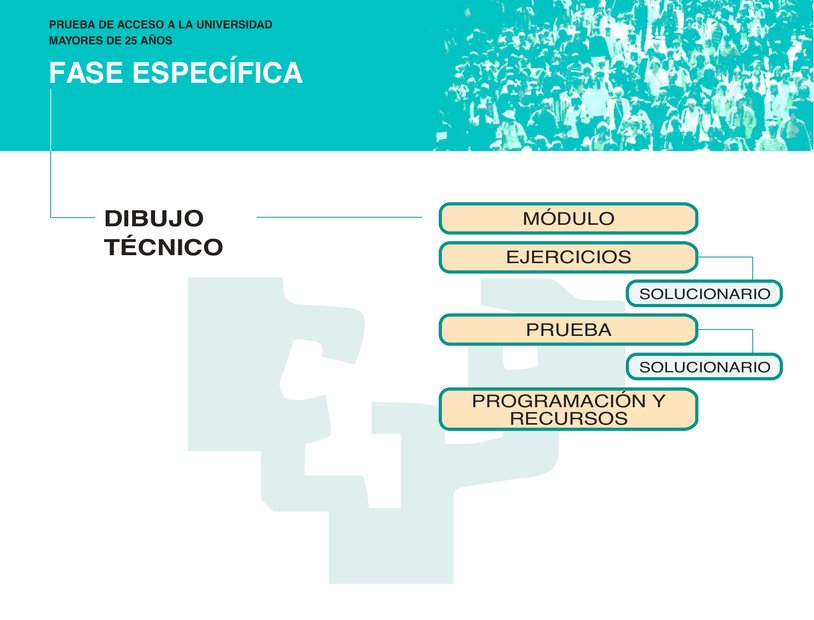 PRUEBA DE ACCESO A LA UNIVERSIDAD
MAYORES DE 25 AÑOS
FASE ESPECÍFICA
DIBUJO
TÉCNICO
MÓDULO
EJERCICIOS
SOLUCIONARIO
PRUEBA
SOLUCIONARIO
PROGRAMACIÓN Y
RECURSOS